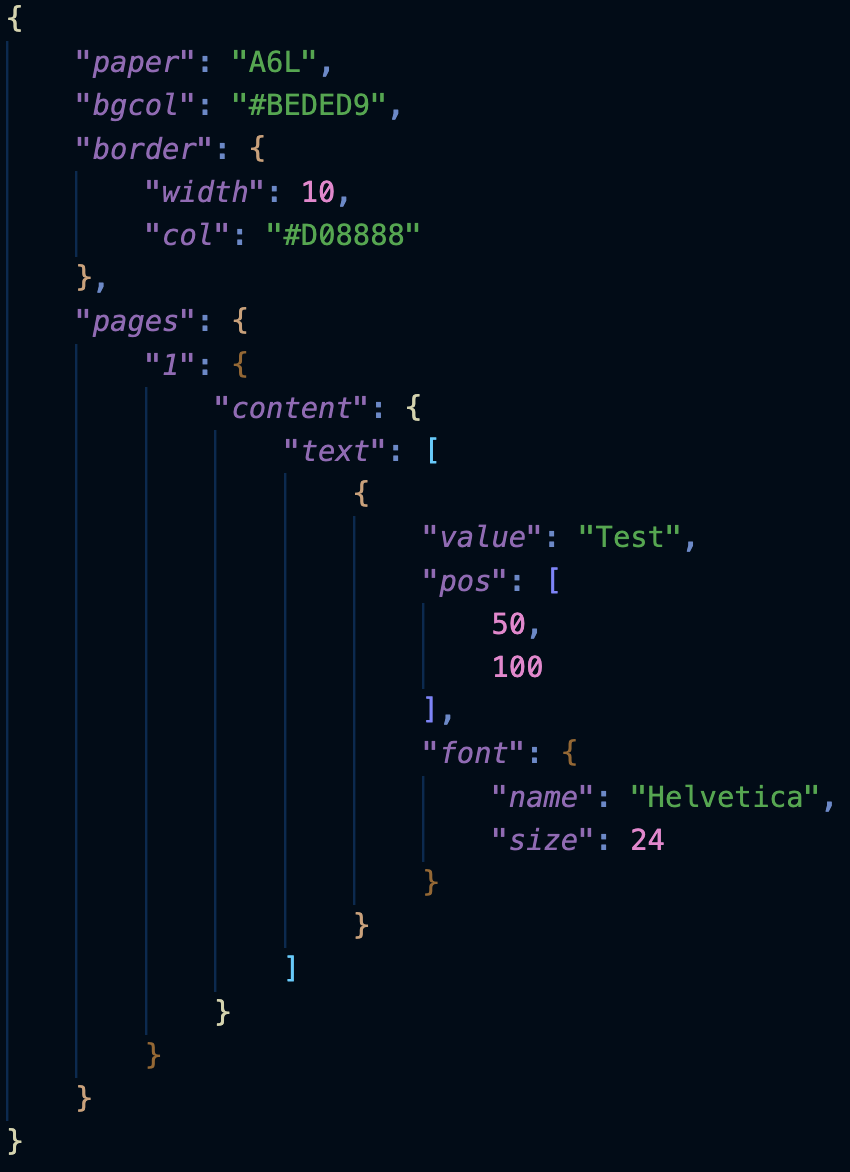 {
    "paper": "A6L",
    "bgcol": "#BEDED9",
    "border": {
        "width": 10,
        "col": "#D08888"
    },
    "pages": {
        "1": {
            "content": {
                "text": [
                    {
                        "value": "Test",
                        "pos": [
                            50,
                            100
                        ],
                        "font": {
                            "name": "Helvetica",
                            "size": 24
                        }
                    }
                ]
            }
        }
    }
}